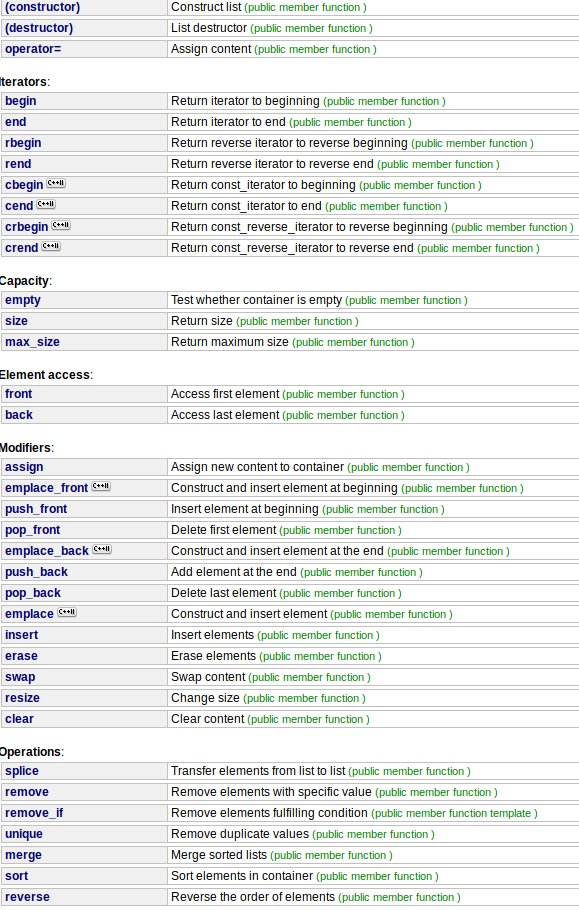 (constructor) Construct list (public member function )
(destructor) List destructor (public member function )
operator= Assign content (public member function )
Iterators:
begin Return iterator to beginning (public member function )
end Return iterator to end (public member function )
rbegin Return reverse iterator to reverse beginning (public member function )
rend Return reverse iterator to reverse end (public member function )
cbegin C++11 Return const_iterator to beginning (public member function )
cend C++11 Return const_iterator to end (public member function )
crbegin C++11 Return const_reverse_iterator to reverse beginning (public member function )
crend C++11 Return const_reverse_iterator to reverse end (public member function )
Capacity:
empty Test whether container is empty (public member function )
size Return size (public member function )
max_size Return maximum size (public member function )
Element access:
front Access first element (public member function )
back Access last element (public member function )
Modifiers:
assign Assign new content to container (public member function )
emplace_front C++11 Construct and insert element at beginning (public member function )
push_front Insert element at beginning (public member function )
pop_front Delete first element (public member function )
emplace_back C++11 Construct and insert element at the end (public member function )
push_back Add element at the end (public member function )
pop_back Delete last element (public member function )
emplace C++11 Construct and insert element (public member function )
insert Insert elements (public member function )
erase Erase elements (public member function )
swap Swap content (public member function )
resize Change size (public member function )
clear Clear content (public member function )
Operations:
splice Transfer elements from list to list (public member function )
remove Remove elements with specific value (public member function )
remove_if Remove elements fulfilling condition (public member function template )
unique Remove duplicate values (public member function )
merge Merge sorted lists (public member function )
sort Sort elements in container (public member function )
reverse Reverse the order of elements (public member function )